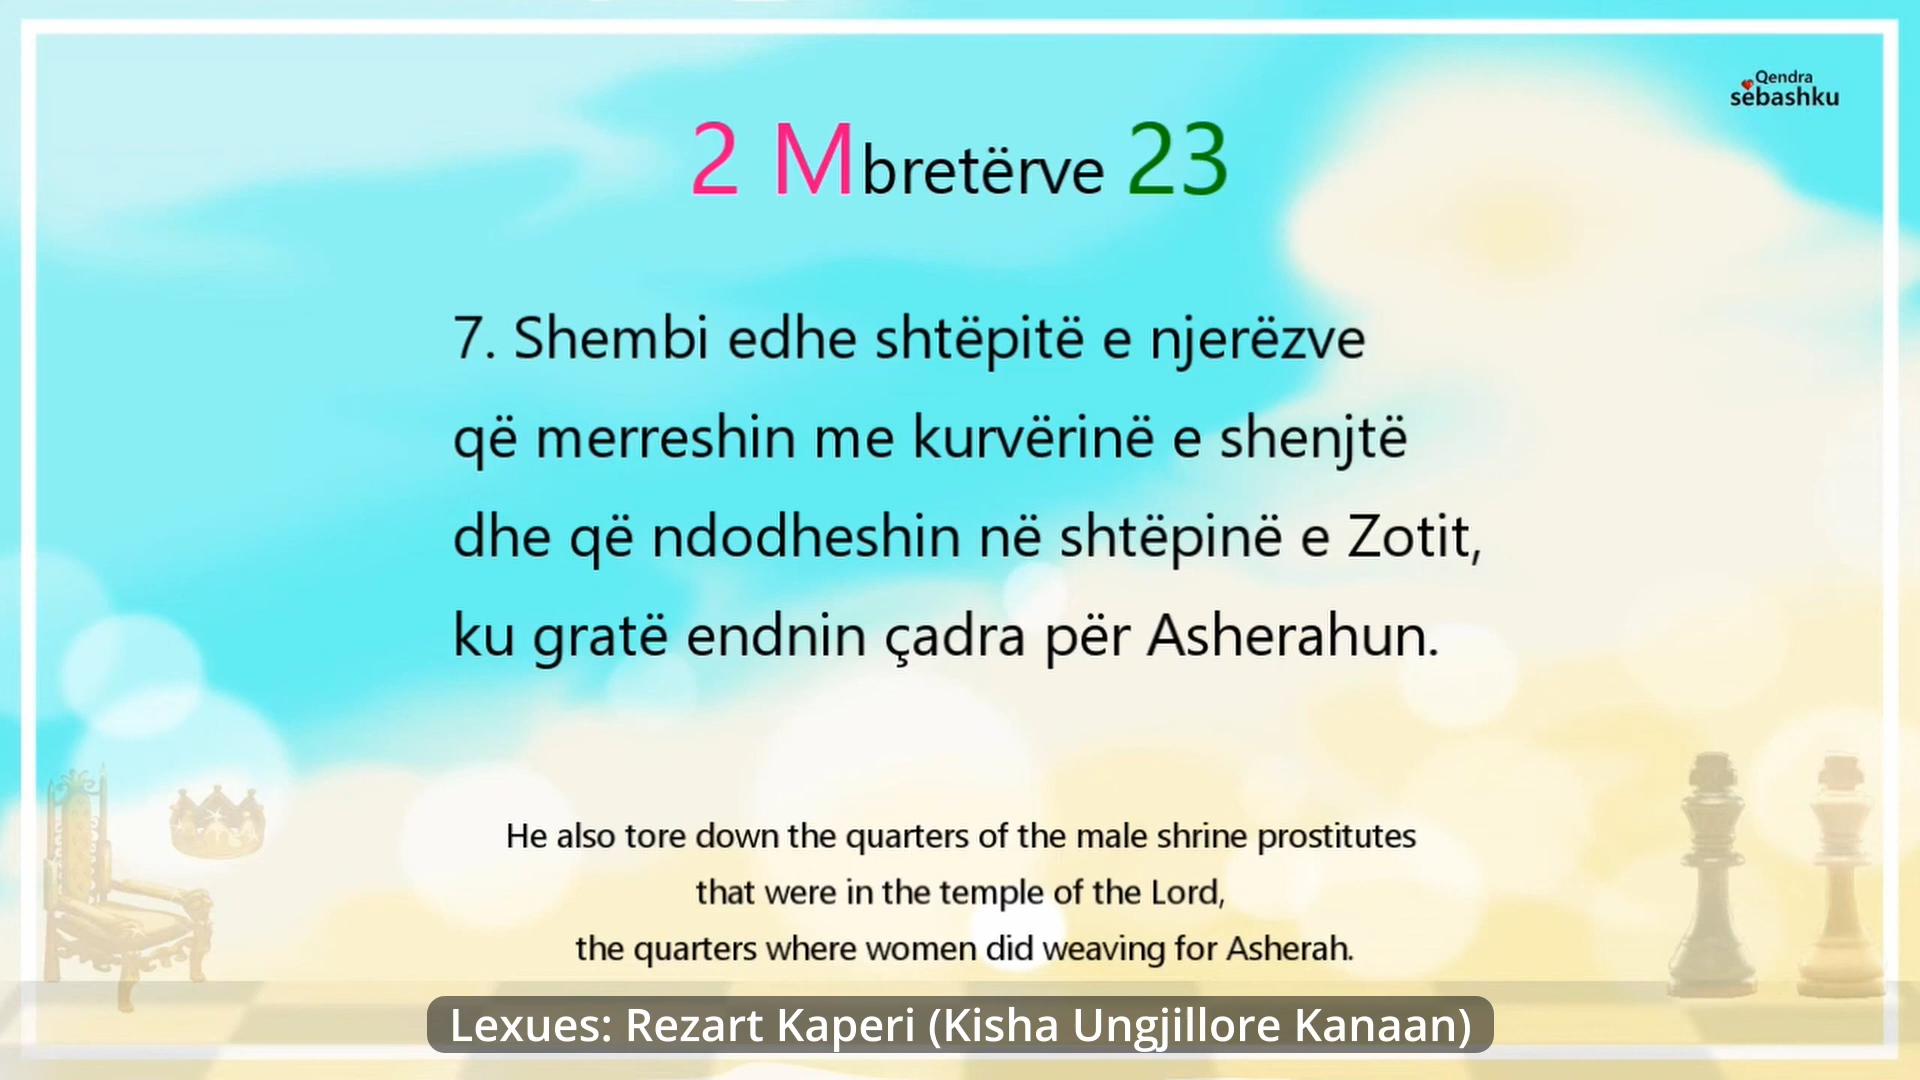 Qendra
sëbashku
2 Mbretërve 23
7. Shembi edhe shtëpitë e njerëzve
që merreshin me kurvërinë e shenjtë
dhe që ndodheshin në shtëpinë e Zotit,
ku gratë endnin çadra për Asherahun.
He also tore down the quarters of the male shrine prostitutes
that were in the temple of the Lord,
the quarters where women did weaving for Asherah.
Lexues: Rezart Kaperi (Kisha Ungjillore Kanaan)